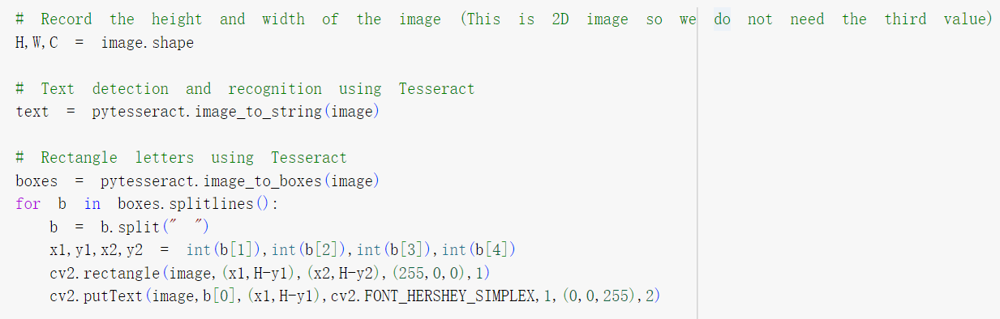 # Record the height and width of the image (This is 2D image so we do not need the third value)
H,W,C = image.shape

# Text detection and recognition using Tesseract
text = pytesseract.image_to_string(image)

# Rectangle letters using Tesseract
boxes = pytesseract.image_to_boxes(image)
for b in boxes.splitlines():
    b = b.split(" ")
    x1,y1,x2,y2 = int(b[1]),int(b[2]),int(b[3]),int(b[4])
    cv2.rectangle(image,(x1,H-y1),(x2,H-y2),(255,0,0),1)
    cv2.putText(image,b[0],(x1,H-y1),cv2.FONT_HERSHEY_SIMPLEX,1,(0,0,255),2)